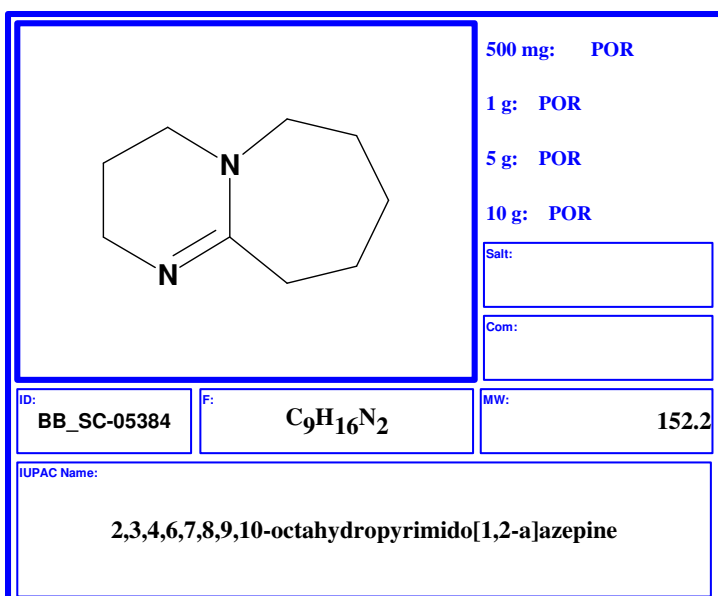 500 mg: POR
1 g: POR
5 g: POR
10 g: POR
N
N
Salt:
Com:
ID:
BB_SC-05384
F:
C9H16N2
MW:
152.2
IUPAC Name:
2,3,4,6,7,8,9,10-octahydropyrimido[1,2-a]azepine